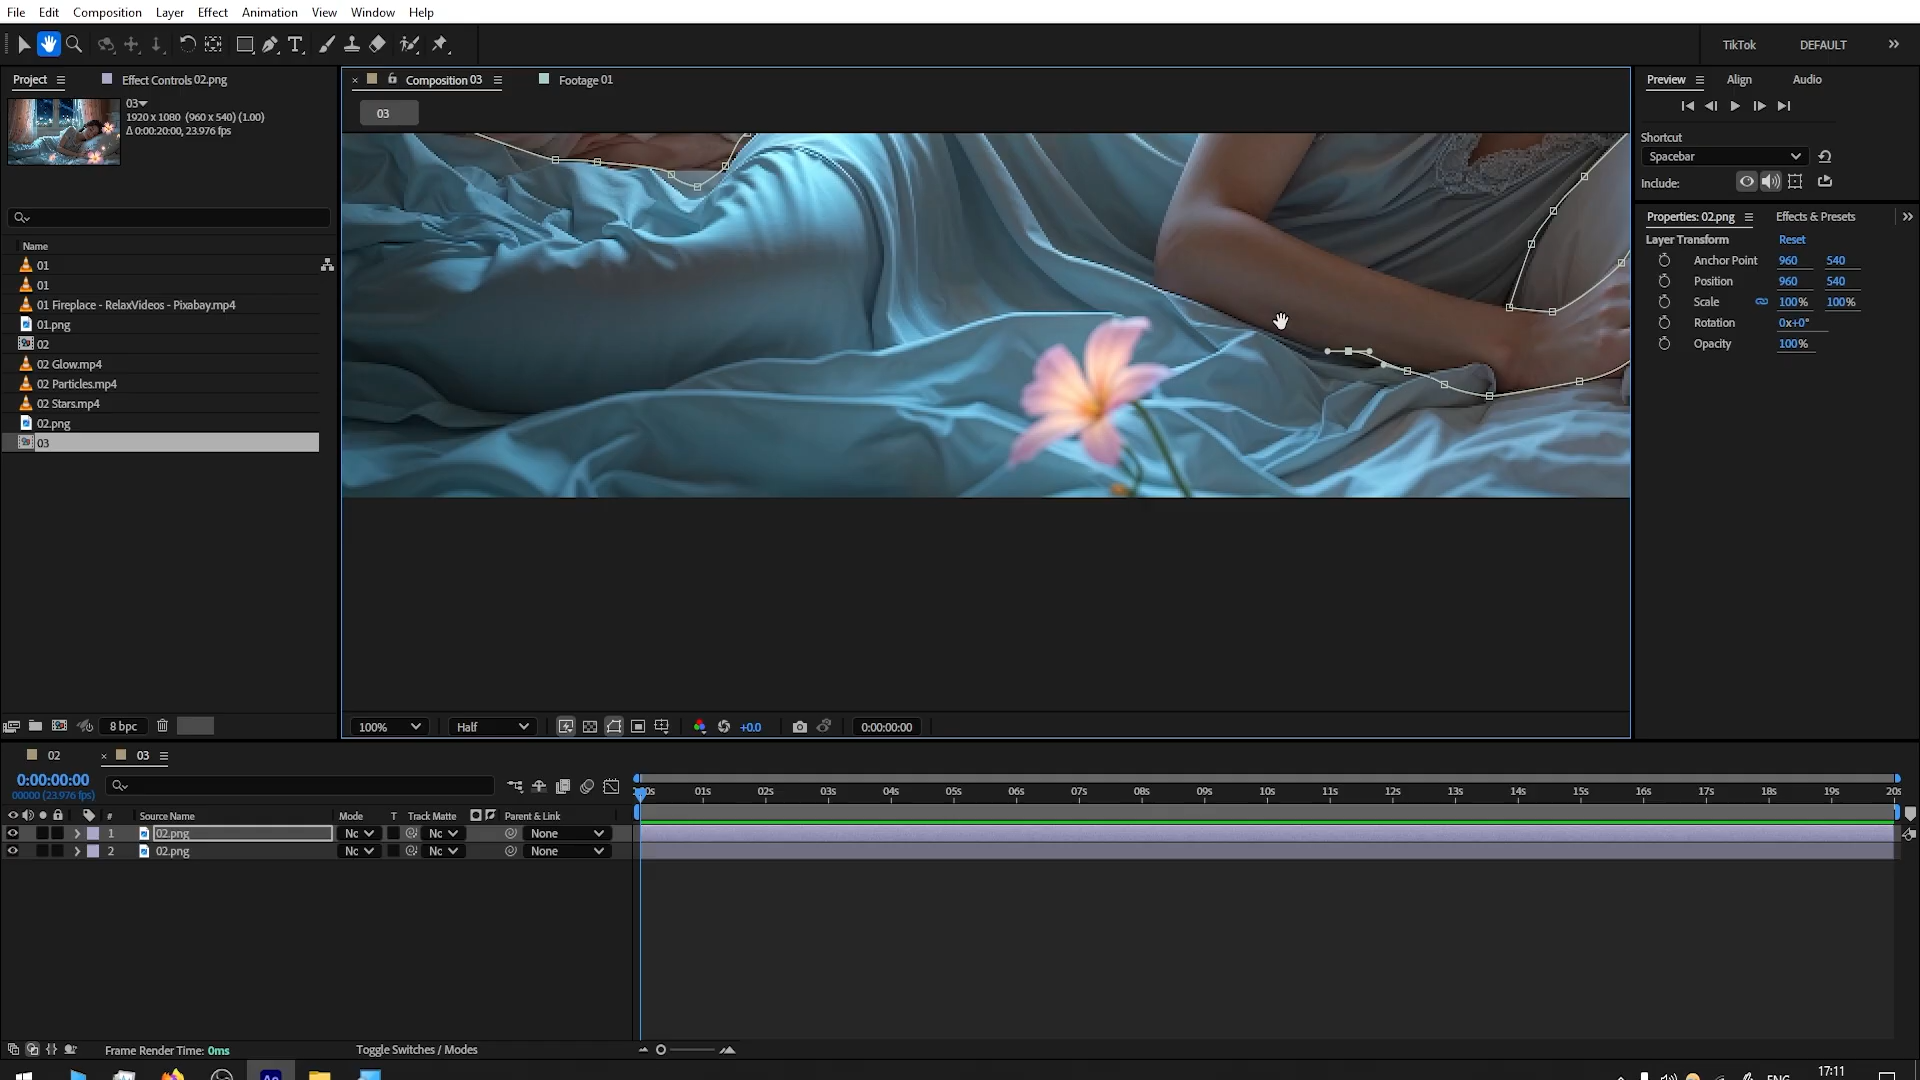 File Edit Composition Layer Effect Animation View Window Help
TikTok DEFAULT
Project Effect Controls 02.png
Composition 03 Footage 01
Preview Align Audio
03
1920 x 1080 (960 x 540) (1.00)
Δ 0:00:20:00, 23.976 fps
03
Shortcut
Spacebar
Include:
Properties: 02.png Effects & Presets
Layer Transform Reset
Anchor Point 960 540
Position 960 540
Scale 100% 100%
Rotation 0x+0°
Opacity 100%
Name
01
01
01 Fireplace - RelaxVideos - Pixabay.mp4
01.png
02
02 Glow.mp4
02 Particles.mp4
02 Stars.mp4
02.png
03
8 bpc
100% Half +0.0 0:00:00:00
02 03
0:00:00:00
00000 (23.976 fps)
# Source Name Mode T Track Matte Parent & Link
1 02.png Nc Nc None
2 02.png Nc Nc None
01s 02s 03s 04s 05s 06s 07s 08s 09s 10s 11s 12s 13s 14s 15s 16s 17s 18s 19s 20s
Frame Render Time: 0ms Toggle Switches / Modes
Ae ENG 17:11